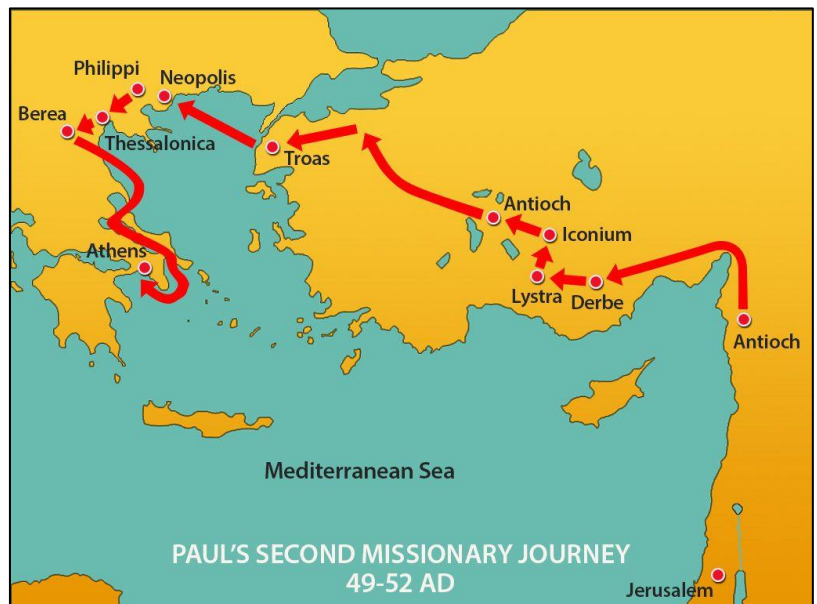 Philippi
Neopolis
Berea
Thessalonica
Troas
Antioch
Iconium
Athens
Lystra
Derbe
Antioch
Mediterranean Sea
PAUL'S SECOND MISSIONARY JOURNEY
49-52 AD
Jerusalem